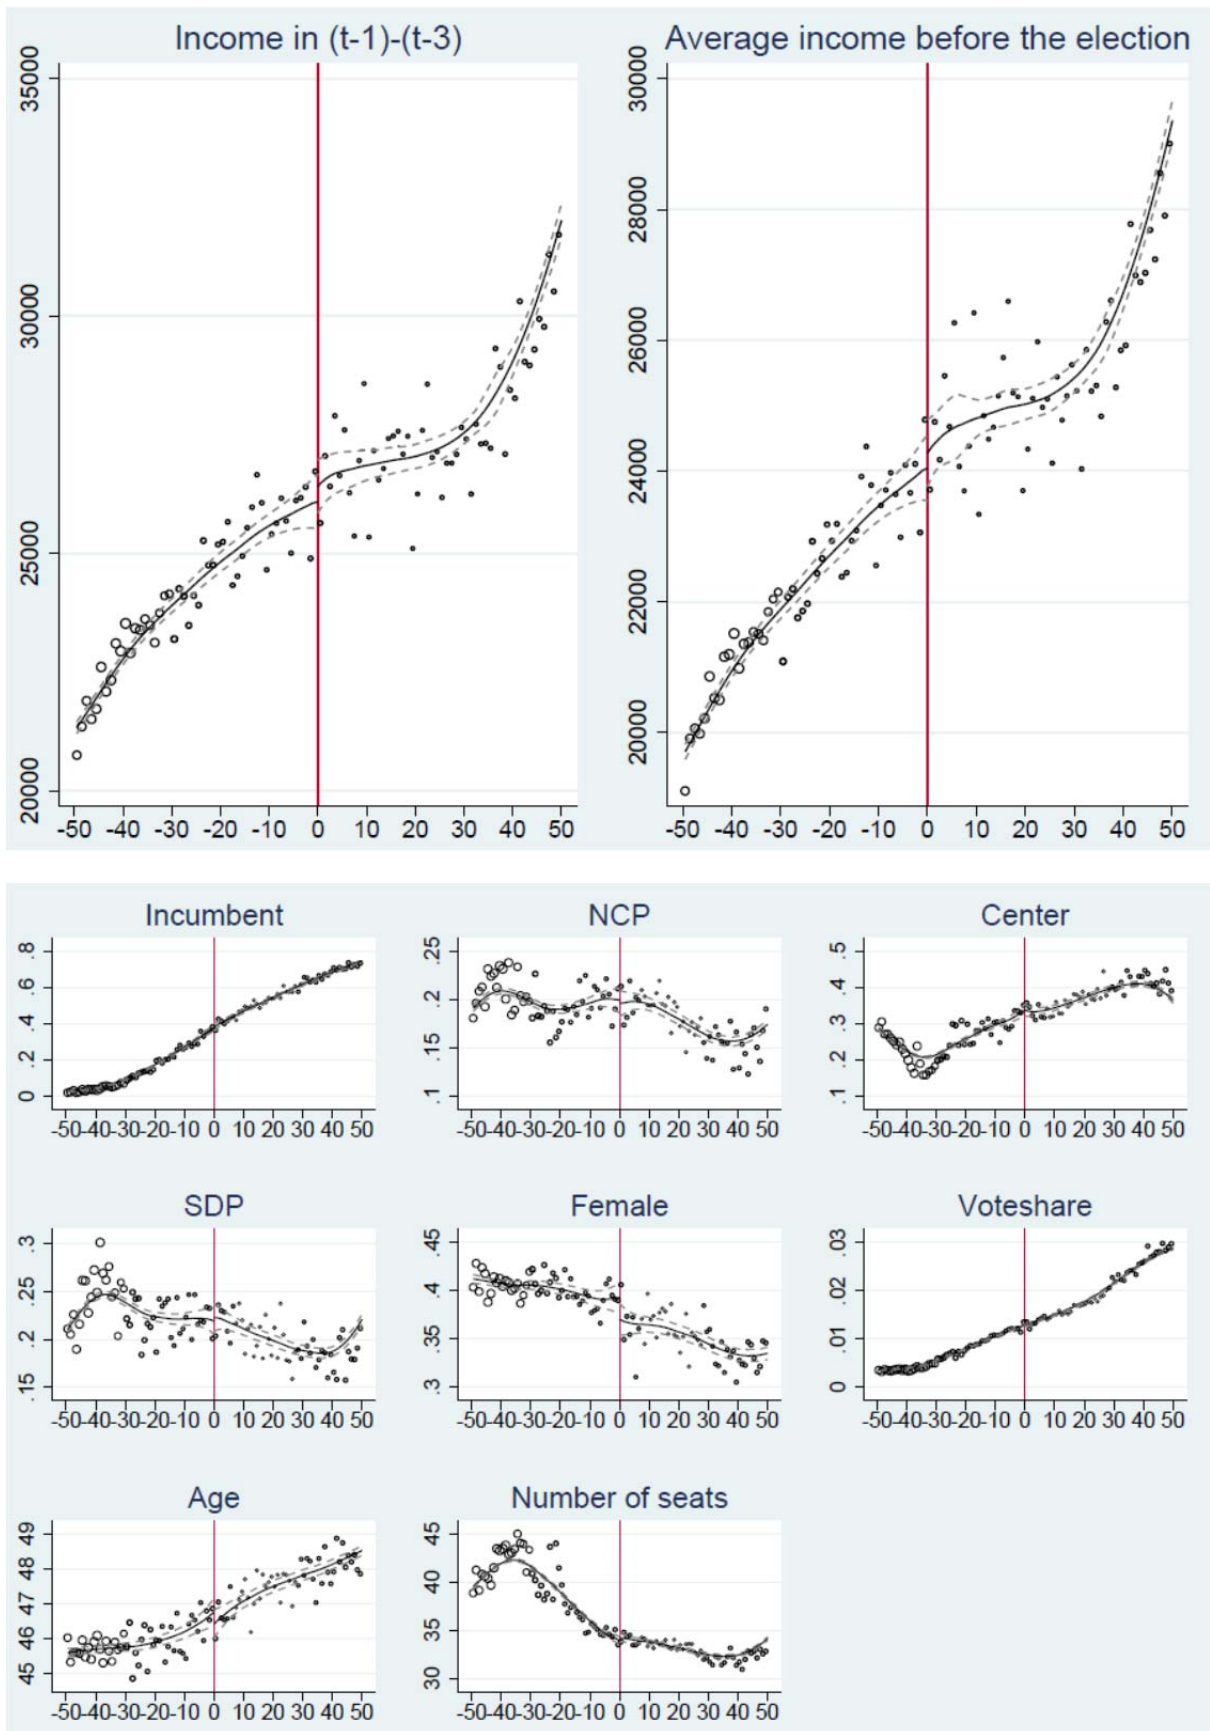 Income in (t-1)-(t-3)
35000
30000
25000
20000
-50 -40 -30 -20 -10 0 10 20 30 40 50
Average income before the election
30000
28000
26000
24000
22000
20000
-50 -40 -30 -20 -10 0 10 20 30 40 50
Incumbent
.8
.6
.4
.2
0
-50-40-30-20-10 0 10 20 30 40 50
NCP
.25
.2
.15
.1
-50-40-30-20-10 0 10 20 30 40 50
Center
.5
.4
.3
.2
.1
-50-40-30-20-10 0 10 20 30 40 50
SDP
.3
.25
.2
.15
-50-40-30-20-10 0 10 20 30 40 50
Female
.45
.4
.35
.3
-50-40-30-20-10 0 10 20 30 40 50
Voteshare
.03
.02
.01
0
-50-40-30-20-10 0 10 20 30 40 50
Age
49
48
47
46
45
-50-40-30-20-10 0 10 20 30 40 50
Number of seats
45
40
35
30
-50-40-30-20-10 0 10 20 30 40 50